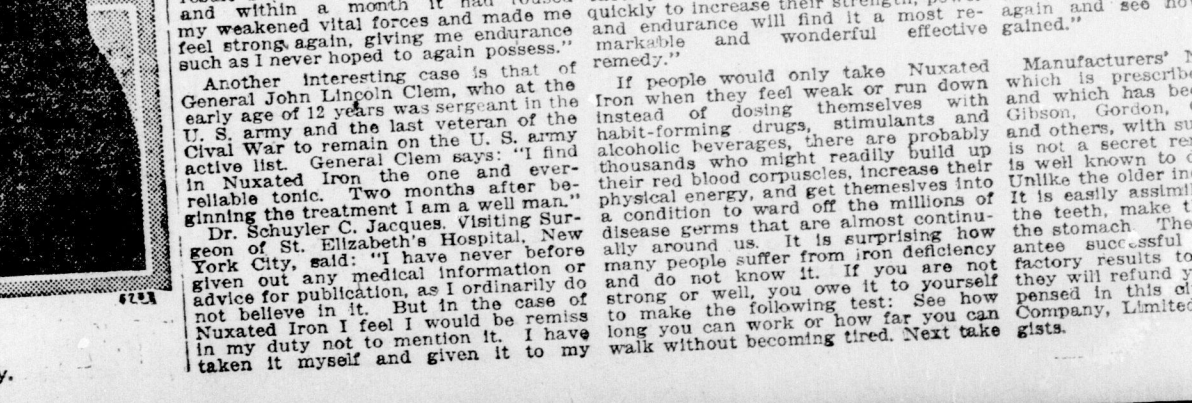 and within a month it had
my weakened vital forces and made me
feel strong again, giving me endurance
such as I never hoped to again possess."
Another interesting case is that of
General John Lincoln Clem, who at the
early age of 12 years was sergeant in the
U. S. army and the last veteran of the
Cival War to remain on the U. S. army
active list. General Clem says: "I find
in Nuxated Iron the one and ever-
reliable tonic. Two months after be-
ginning the treatment I am a well man."
Dr. Schuyler C. Jacques. Visiting Sur-
geon of St. Elizabeth's Hospital, New
York City, said: "I have never before
given out any medical information or
advice for publication, as I ordinarily do
not believe in it. But in the case of
Nuxated Iron I feel I would be remiss
in my duty not to mention it. I have
taken it myself and given it to my
quickly to increase their strength,
and endurance will find it a most re-
markable and wonderful effective
remedy."
If people would only take Nuxated
Iron when they feel weak or run down
instead of dosing themselves with
habit-forming drugs, stimulants and
alcoholic beverages, there are probably
thousands who might readily build up
their red blood corpuscles, increase their
physical energy, and get themeslves into
a condition to ward off the millions of
disease germs that are almost continu-
ally around us. It is surprising how
many people suffer from iron deficiency
and do not know it. If you are not
strong or well, you owe it to yourself
to make the following test: See how
long you can work or how far you can
walk without becoming tired. Next take
again and see
gained."
Manufacturers'
which is prescribe
and which has be
Gibson, Gordon,
and others, with su
is not a secret re
is well known to
Unlike the older in
It is easily assimil
the teeth, make t
the stomach. The
antee successful
factory results to
they will refund y
pensed in this ci
Company, Limited
gists.
y.